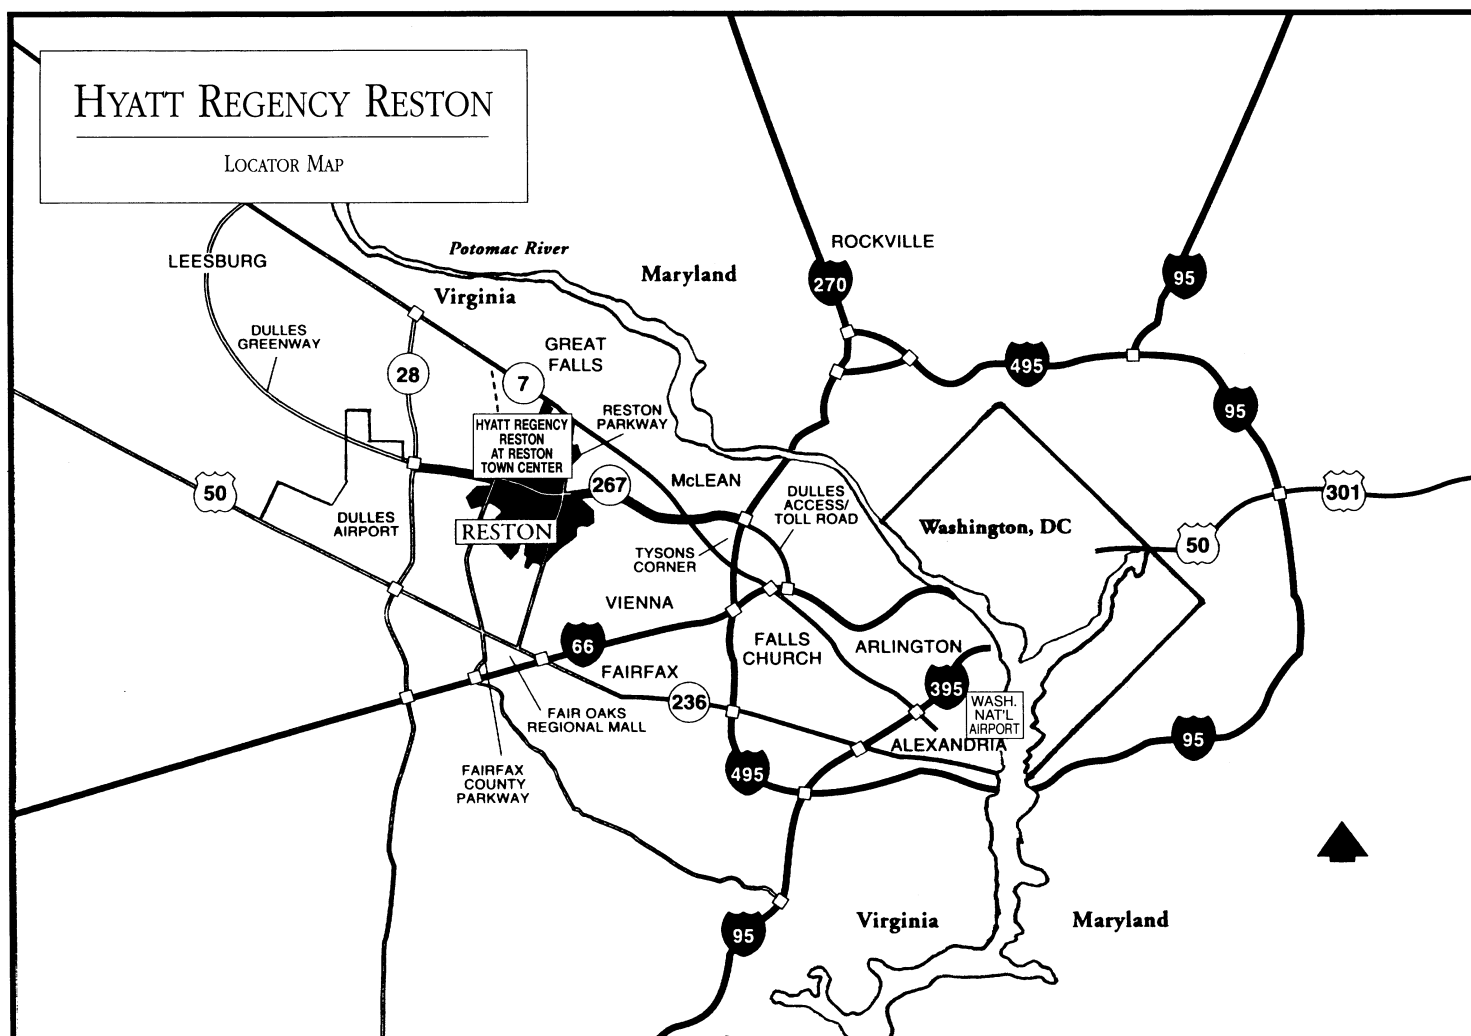 HYATT REGENCY RESTON
LOCATOR MAP
ROCKVILLE
Potomac River
LEESBURG
Maryland
270
95
Virginia
DULLES
GREENWAY
GREAT
FALLS
495
28
7
95
RESTON
PARKWAY
HYATT REGENCY
RESTON
AT RESTON
TOWN CENTER
McLEAN
50
267
DULLES
ACCESS/
TOLL ROAD
301
DULLES
AIRPORT
RESTON
Washington, DC
50
TYSONS
CORNER
VIENNA
66
FALLS
CHURCH
ARLINGTON
FAIRFAX
395
236
WASH.
NAT'L
AIRPORT
FAIR OAKS
REGIONAL MALL
ALEXANDRIA
95
495
FAIRFAX
COUNTY
PARKWAY
Virginia
Maryland
95